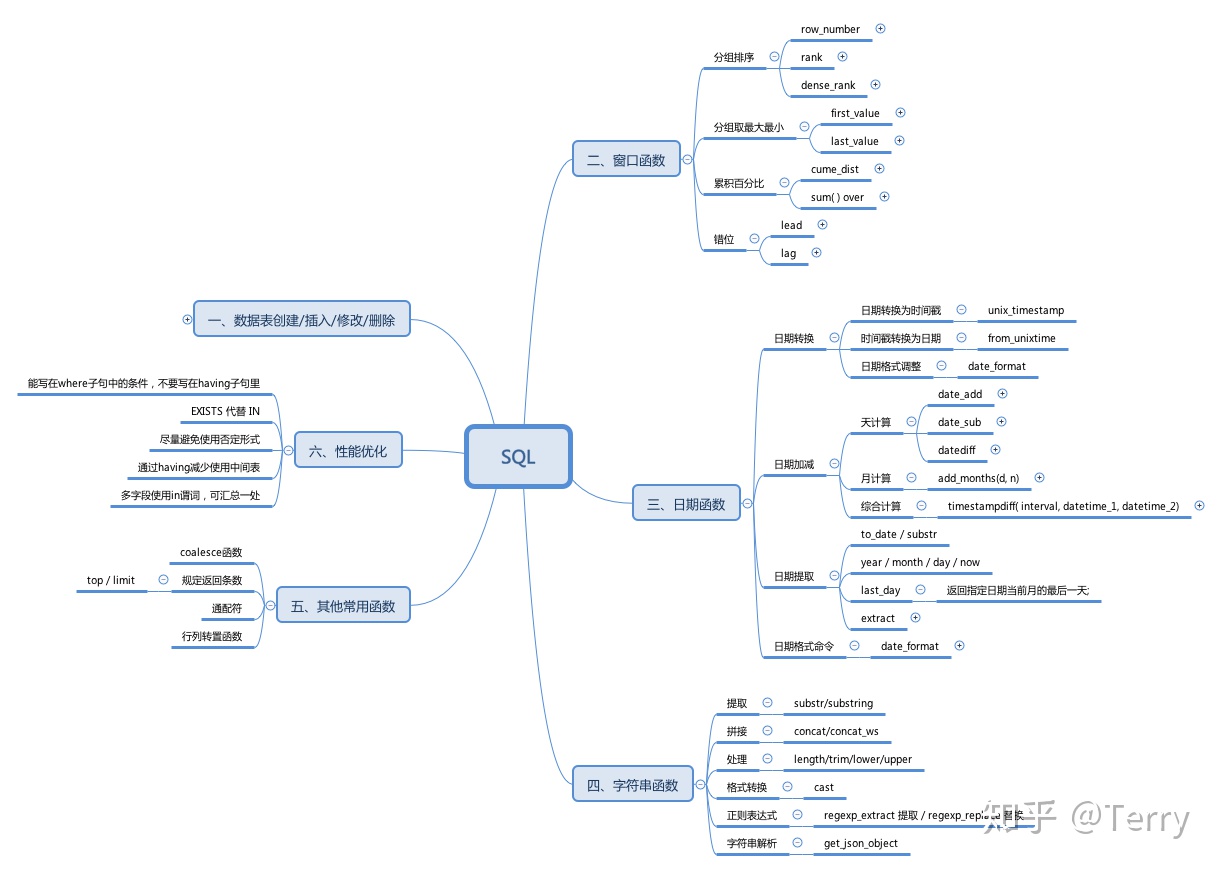 SQL
一、数据表创建/插入/修改/删除
二、窗口函数
分组排序
row_number
rank
dense_rank
分组取最大最小
first_value
last_value
累积百分比
cume_dist
sum( ) over
错位
lead
lag
三、日期函数
日期转换
日期转换为时间戳
unix_timestamp
时间戳转换为日期
from_unixtime
日期格式调整
date_format
日期加减
天计算
date_add
date_sub
datediff
月计算
add_months(d, n)
综合计算
timestampdiff( interval, datetime_1, datetime_2)
日期提取
to_date / substr
year / month / day / now
last_day
返回指定日期当前月的最后一天;
extract
日期格式命令
date_format
四、字符串函数
提取
substr/substring
拼接
concat/concat_ws
处理
length/trim/lower/upper
格式转换
cast
正则表达式
regexp_extract 提取 / regexp_replace 替换
字符串解析
get_json_object
五、其他常用函数
coalesce函数
规定返回条数
top / limit
通配符
行列转置函数
六、性能优化
能写在where子句中的条件，不要写在having子句里
EXISTS 代替 IN
尽量避免使用否定形式
通过having减少使用中间表
多字段使用in谓词，可汇总一处
知乎 @Terry